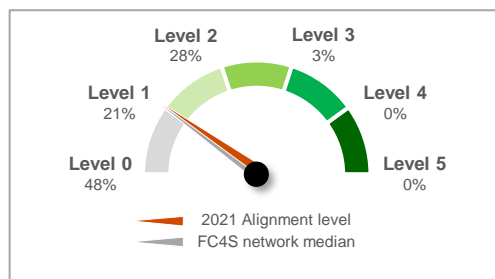 Level 2
28%
Level 3
3%
Level 1
21%
Level 4
0%
Level 0
48%
Level 5
0%
2021 Alignment level
FC4S network median